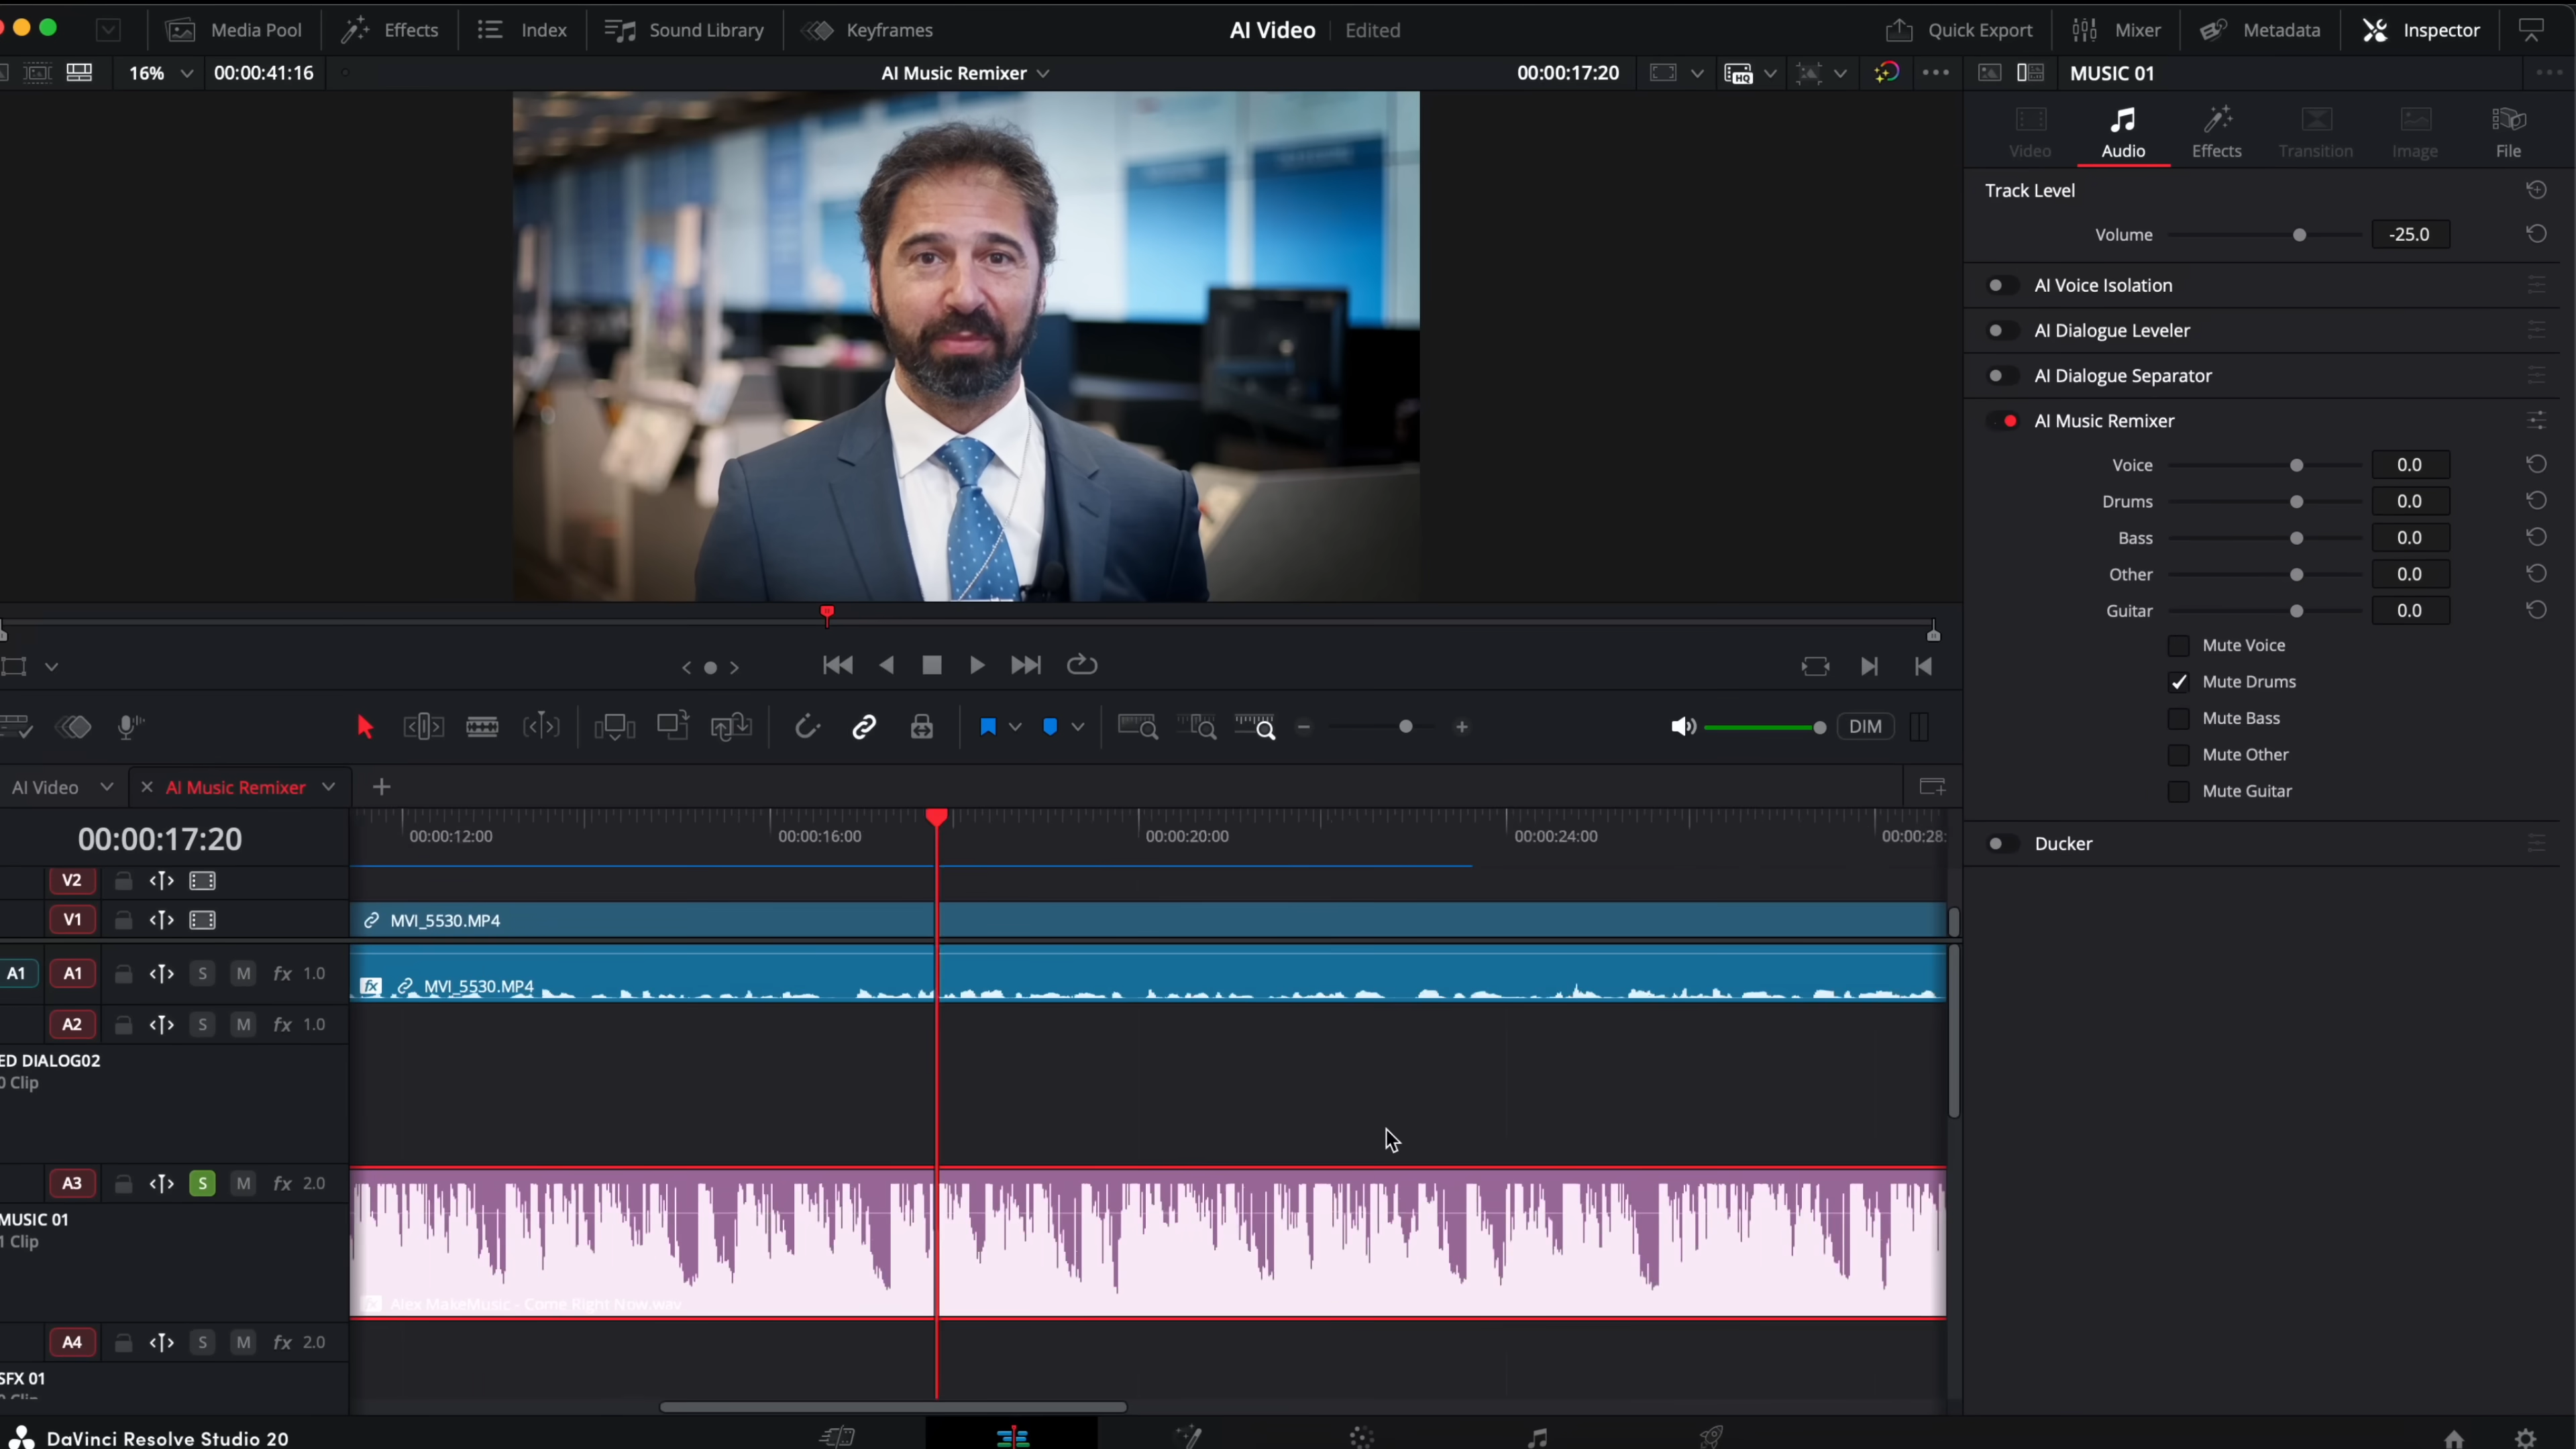 Media Pool Effects Index Sound Library Keyframes AI Video Edited Quick Export Mixer Metadata Inspector
16% 00:00:41:16 AI Music Remixer 00:00:17:20 HQ MUSIC 01
Video Audio Effects Transition Image File
Track Level
Volume -25.0
AI Voice Isolation
AI Dialogue Leveler
AI Dialogue Separator
AI Music Remixer
Voice 0.0
Drums 0.0
Bass 0.0
Other 0.0
Guitar 0.0
Mute Voice
Mute Drums
Mute Bass
Mute Other
Mute Guitar
Ducker
DIM
AI Video AI Music Remixer
00:00:17:20 00:00:12:00 00:00:16:00 00:00:20:00 00:00:24:00 00:00:28:
V2
V1 MVI_5530.MP4
A1 A1 S M fx 1.0 fx MVI_5530.MP4
A2 S M fx 1.0
ED DIALOG02
0 Clip
A3 S M fx 2.0
MUSIC 01
1 Clip
fx Alex MakeMusic - Come Right Now.wav
A4 S M fx 2.0
SFX 01
DaVinci Resolve Studio 20